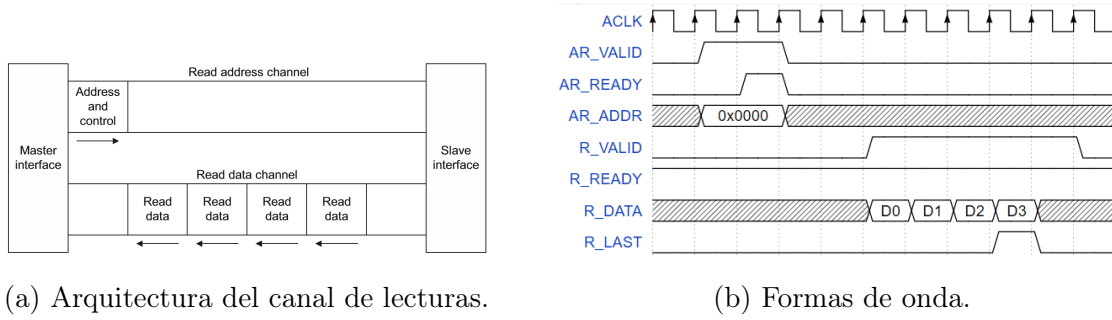 Read address channel
Address
and
control
Master
interface
Slave
interface
Read data channel
Read
data
Read
data
Read
data
Read
data
(a) Arquitectura del canal de lecturas.
ACLK
AR_VALID
AR_READY
AR_ADDR
0x0000
R_VALID
R_READY
R_DATA
D0 D1 D2 D3
R_LAST
(b) Formas de onda.